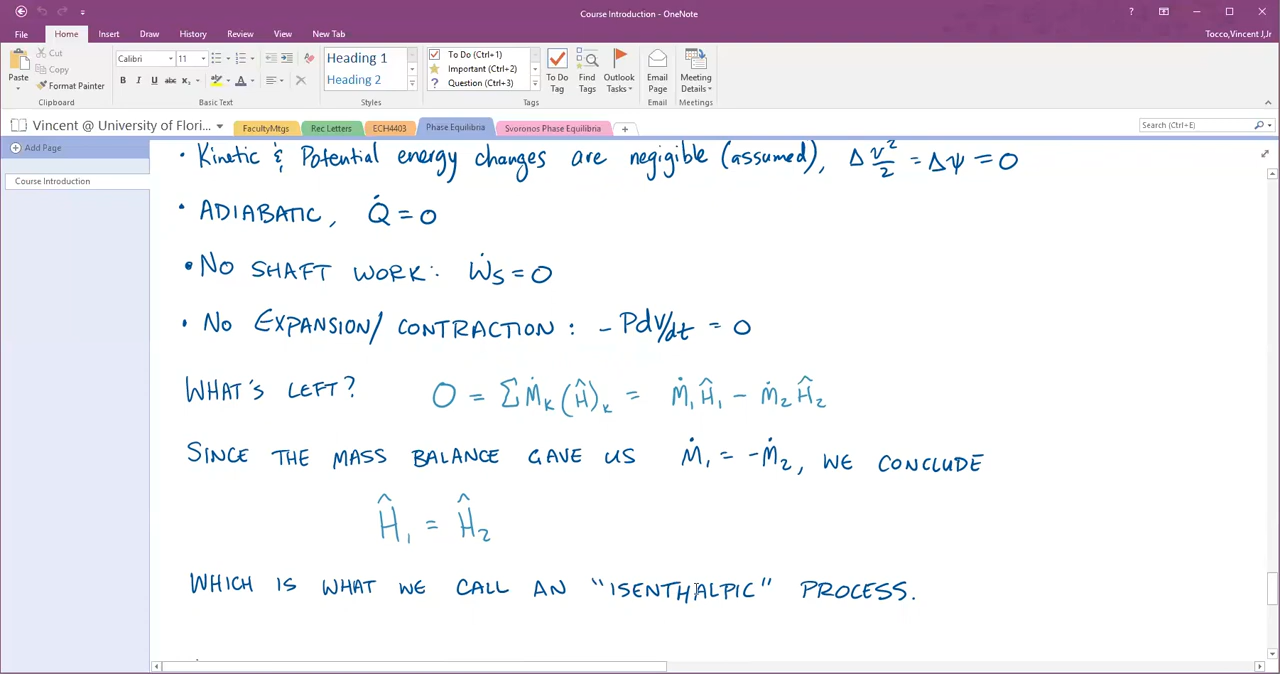 Course Introduction - OneNote
File Home Insert Draw History Review View New Tab
Tocco,Vincent J,Jr
Paste
Cut
Copy
Format Painter
Clipboard
Calibri 11
B I U abc x₂ A
Basic Text
Heading 1
Heading 2
Styles
To Do (Ctrl+1)
Important (Ctrl+2)
? Question (Ctrl+3)
To Do Tag
Find Tags
Outlook Tasks
Tags
Email Page
Email
Meeting Details
Meetings
Vincent @ University of Flori... FacultyMtgs Rec Letters ECH4403 Phase Equilibria Svoronos Phase Equilibria +
Search (Ctrl+E)
Add Page
Course Introduction
• Kinetic & Potential energy changes are negigible (assumed), Δ v²/2 = Δψ = 0
• ADIABATIC, Q̇ = 0
• NO SHAFT WORK: Ẇs = 0
• NO EXPANSION/CONTRACTION: - PdV/dt = 0
WHAT'S LEFT? 0 = ΣṀₖ(Ĥ)ₖ = Ṁ₁Ĥ₁ - Ṁ₂Ĥ₂
SINCE THE MASS BALANCE GAVE US Ṁ₁ = -Ṁ₂, WE CONCLUDE
Ĥ₁ = Ĥ₂
WHICH IS WHAT WE CALL AN "ISENTHALPIC" PROCESS.